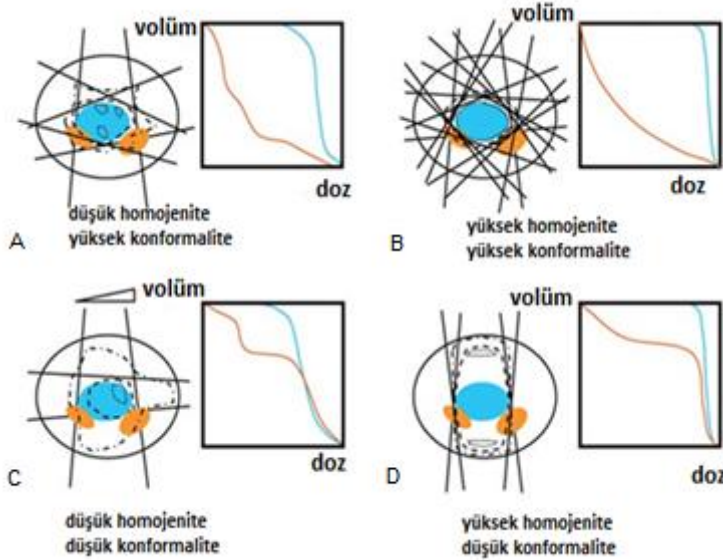 volüm
doz
A
düşük homojenite
yüksek konformalite
volüm
doz
B
yüksek homojenite
yüksek konformalite
volüm
doz
C
düşük homojenite
düşük konformalite
volüm
doz
D
yüksek homojenite
düşük konformalite